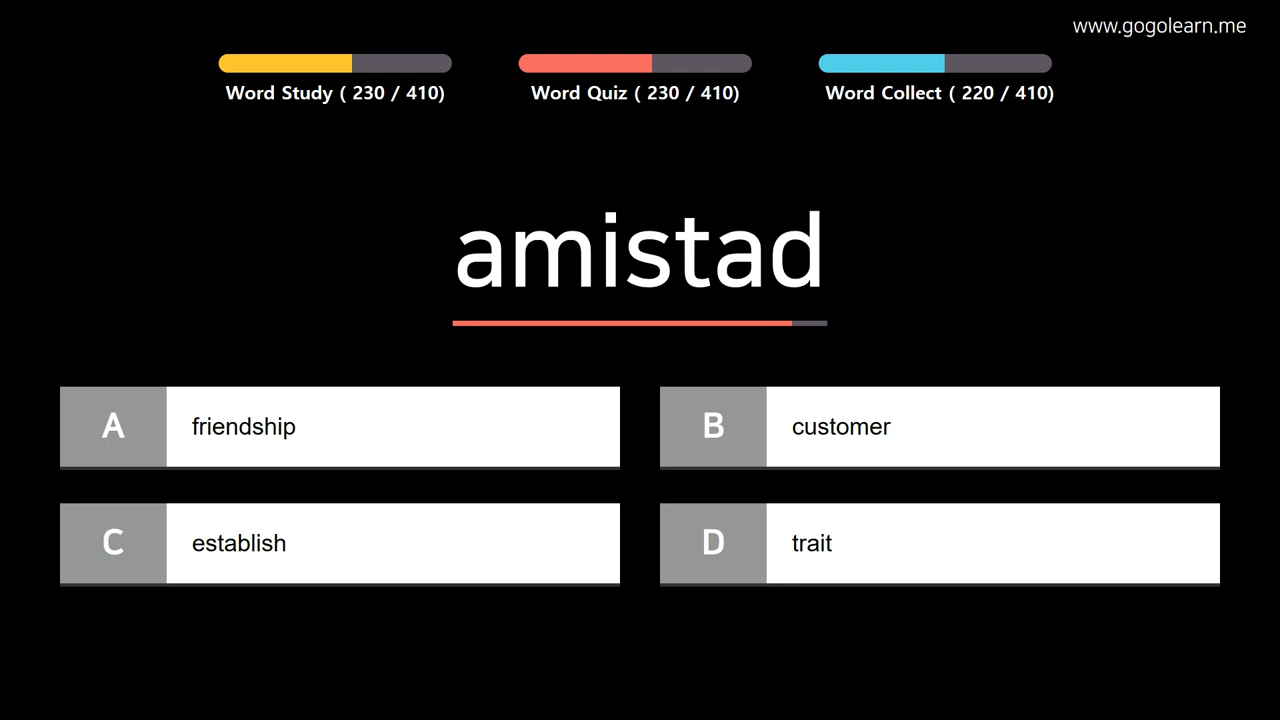 www.gogolearn.me
Word Study ( 230 / 410)
Word Quiz ( 230 / 410)
Word Collect ( 220 / 410)
amistad
A friendship
B customer
C establish
D trait